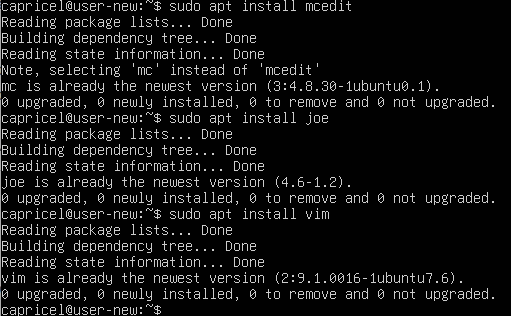 capricel@user-new:~$ sudo apt install mcedit
Reading package lists... Done
Building dependency tree... Done
Reading state information... Done
Note, selecting 'mc' instead of 'mcedit'
mc is already the newest version (3:4.8.30-1ubuntu0.1).
0 upgraded, 0 newly installed, 0 to remove and 0 not upgraded.
capricel@user-new:~$ sudo apt install joe
Reading package lists... Done
Building dependency tree... Done
Reading state information... Done
joe is already the newest version (4.6-1.2).
0 upgraded, 0 newly installed, 0 to remove and 0 not upgraded.
capricel@user-new:~$ sudo apt install vim
Reading package lists... Done
Building dependency tree... Done
Reading state information... Done
vim is already the newest version (2:9.1.0016-1ubuntu7.6).
0 upgraded, 0 newly installed, 0 to remove and 0 not upgraded.
capricel@user-new:~$